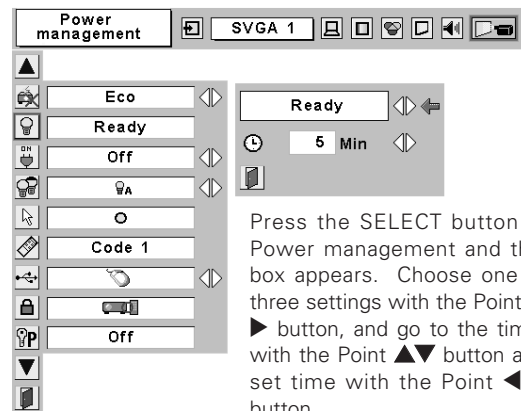 Power
management
SVGA 1
Eco
Ready
ON
Off
A
Code 1
P
Off
Ready
5 Min
Press the SELECT button
Power management and
box appears. Choose one
three settings with the Point
▶ button, and go to the
with the Point ▲▼ button
set time with the Point ◀
button